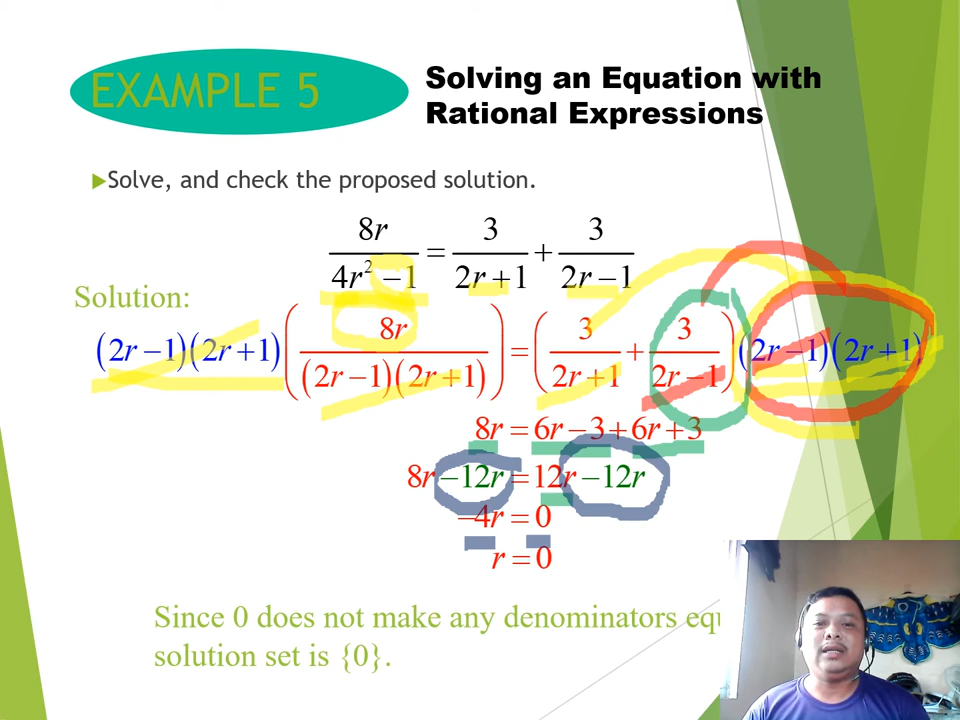 EXAMPLE 5
Solving an Equation with
Rational Expressions
Solve, and check the proposed solution.
8r/(4r² − 1) = 3/(2r + 1) + 3/(2r − 1)
Solution:
(2r − 1)(2r + 1)(8r/((2r − 1)(2r + 1))) = (3/(2r + 1) + 3/(2r − 1))(2r − 1)(2r + 1)
8r = 6r − 3 + 6r + 3
8r − 12r = 12r − 12r
−4r = 0
r = 0
Since 0 does not make any denominators
solution set is {0}.